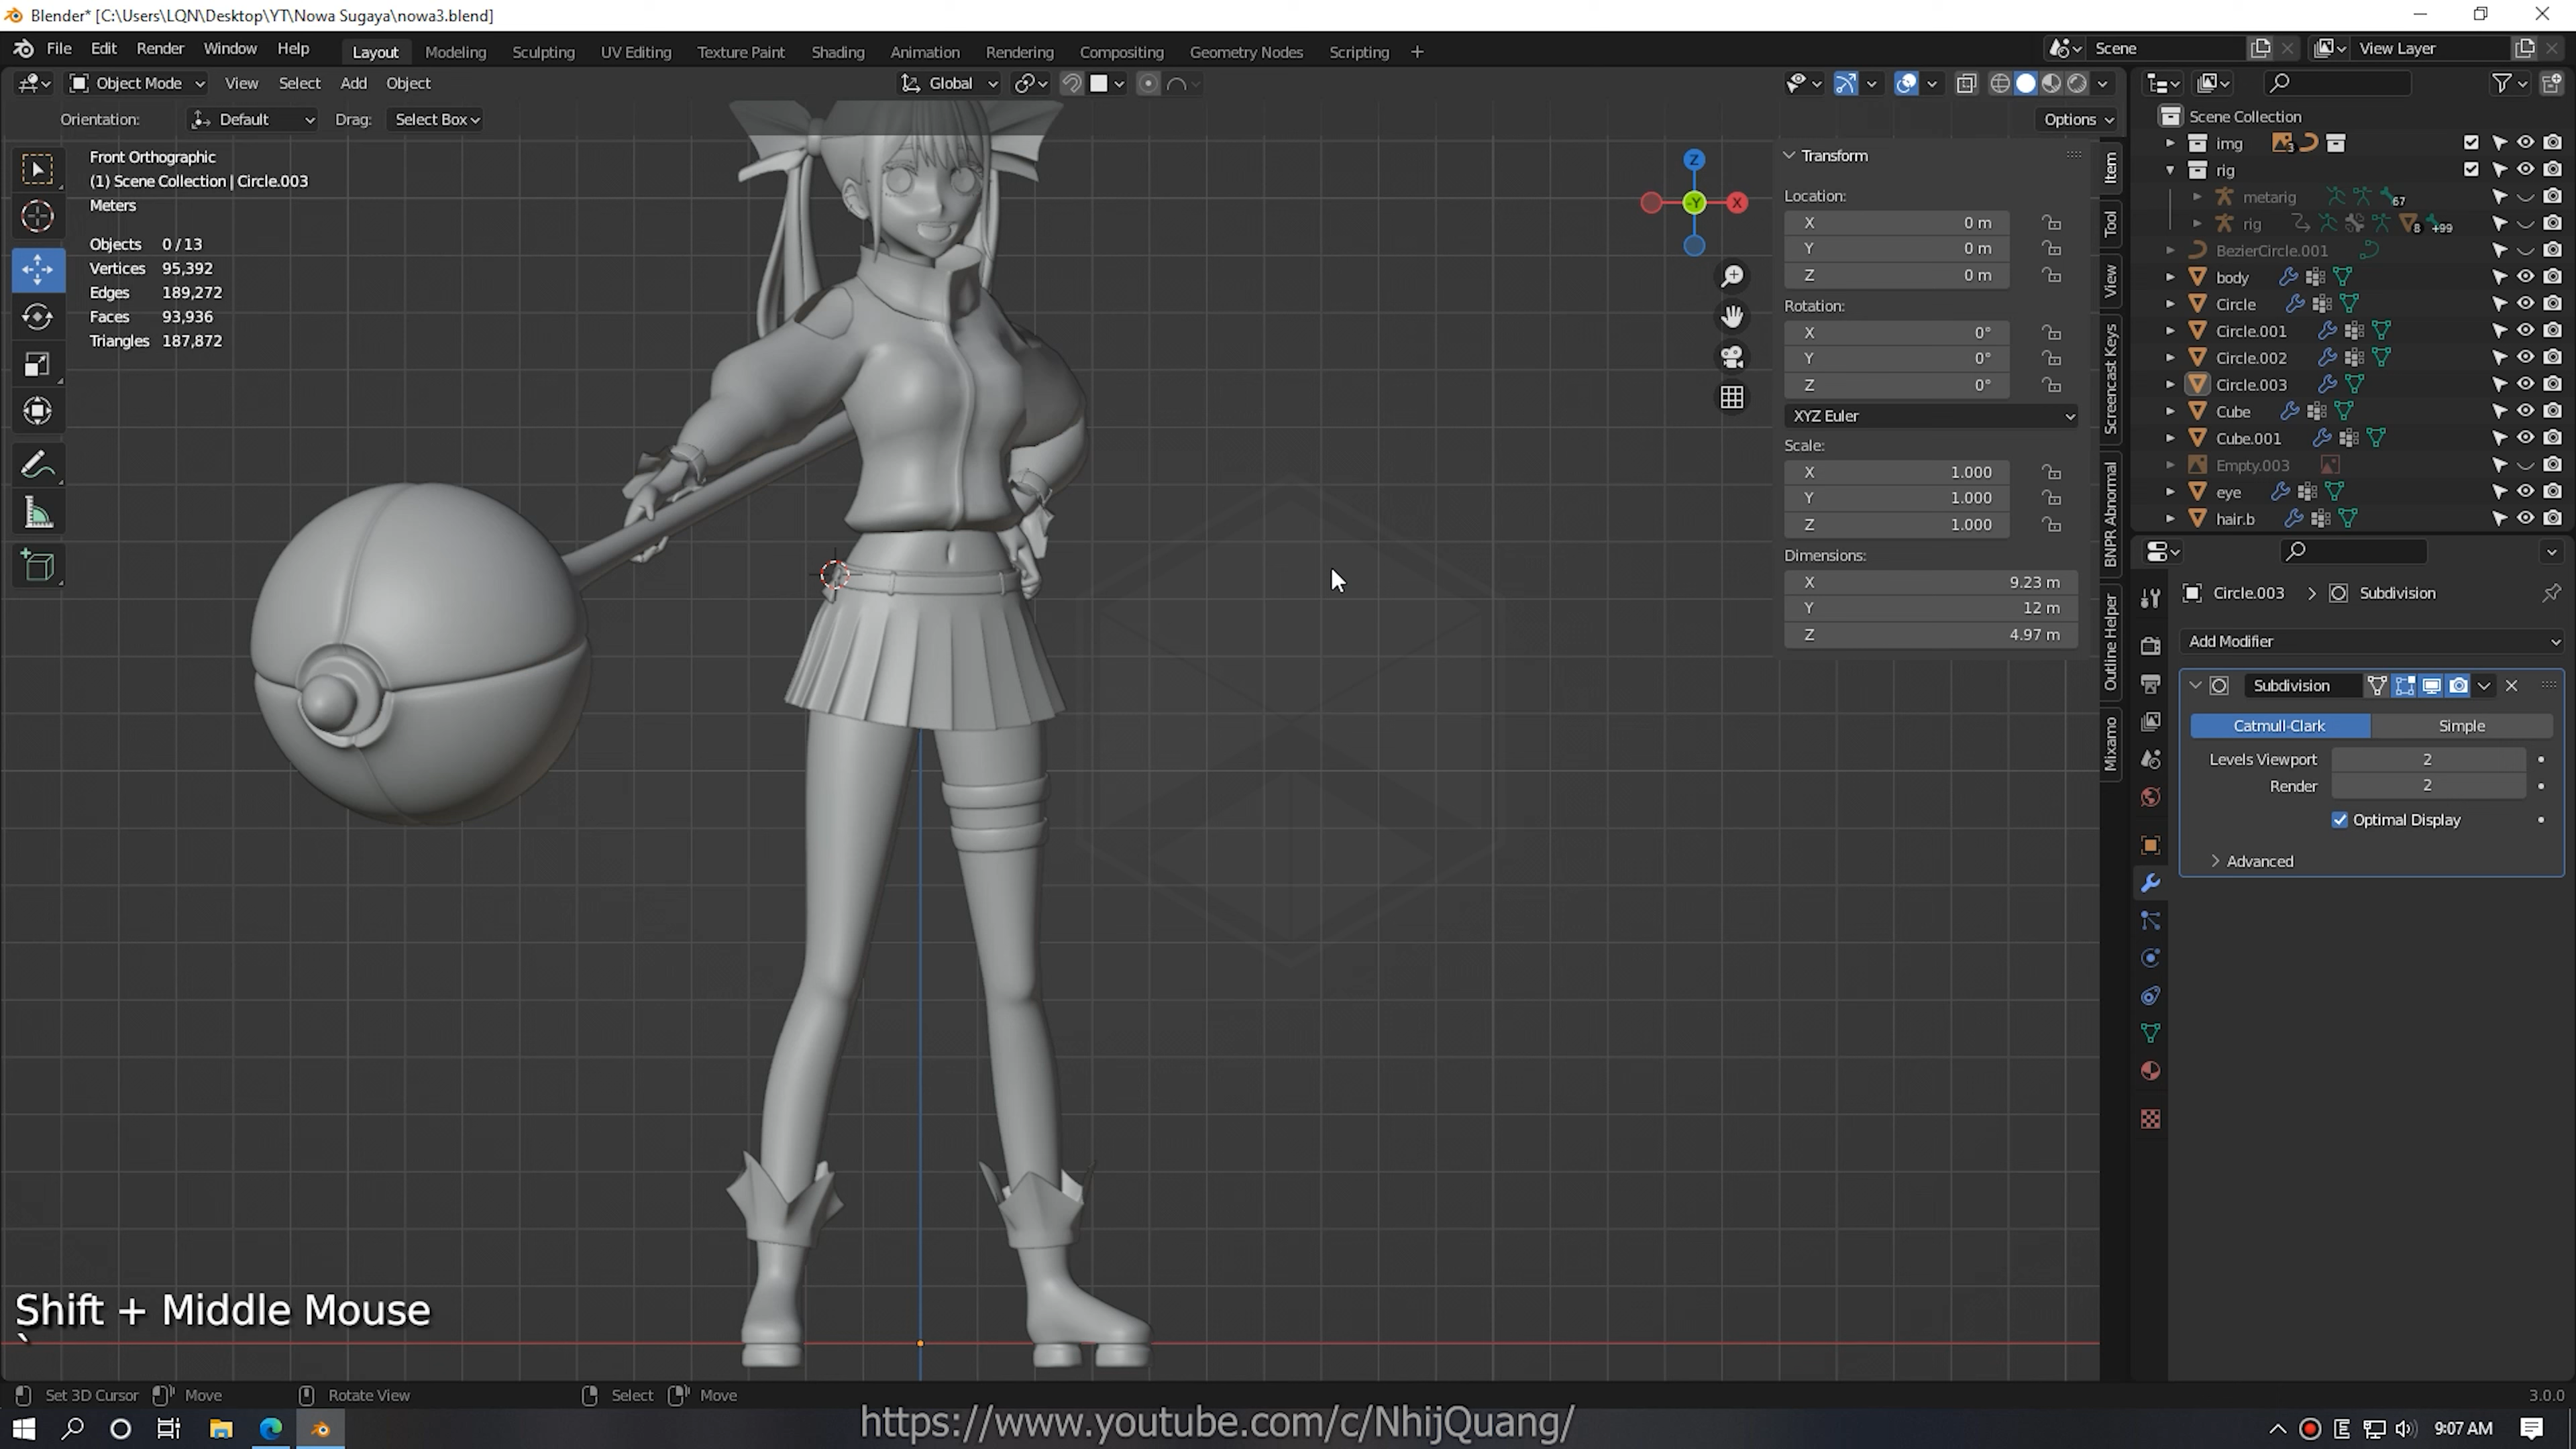 Blender* [C:\Users\LQN\Desktop\YT\Nowa Sugaya\nowa3.blend]
File Edit Render Window Help Layout Modeling Sculpting UV Editing Texture Paint Shading Animation Rendering Compositing Geometry Nodes Scripting + Scene View Layer
Object Mode View Select Add Object Global
Orientation: Default Drag: Select Box Options
Front Orthographic
(1) Scene Collection | Circle.003
Meters
Objects 0 / 13
Vertices 95,392
Edges 189,272
Faces 93,936
Triangles 187,872
Z
Y
X
Transform
Location:
X 0 m
Y 0 m
Z 0 m
Rotation:
X 0°
Y 0°
Z 0°
XYZ Euler
Scale:
X 1.000
Y 1.000
Z 1.000
Dimensions:
X 9.23 m
Y 12 m
Z 4.97 m
Item
Tool
View
Screencast Keys
BNPR Abnormal
Outline Helper
Mixamo
Scene Collection
img 3
rig
metarig 67
rig 8 +99
BezierCircle.001
body
Circle
Circle.001
Circle.002
Circle.003
Cube
Cube.001
Empty.003
eye
hair.b
Circle.003 > Subdivision
Add Modifier
Subdivision
Catmull-Clark Simple
Levels Viewport 2
Render 2
Optimal Display
Advanced
Shift + Middle Mouse
`
Set 3D Cursor Move Rotate View Select Move 3.0.0
https://www.youtube.com/c/NhijQuang/
E 9:07 AM